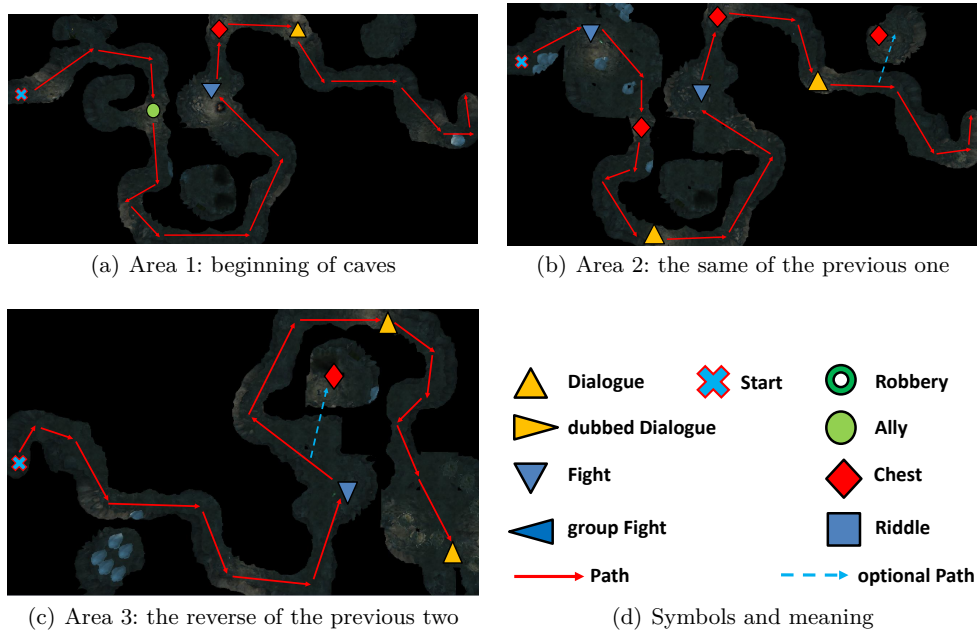 (a) Area 1: beginning of caves
(b) Area 2: the same of the previous one
(c) Area 3: the reverse of the previous two
Dialogue
Start
Robbery
dubbed Dialogue
Ally
Fight
Chest
group Fight
Riddle
Path
optional Path
(d) Symbols and meaning